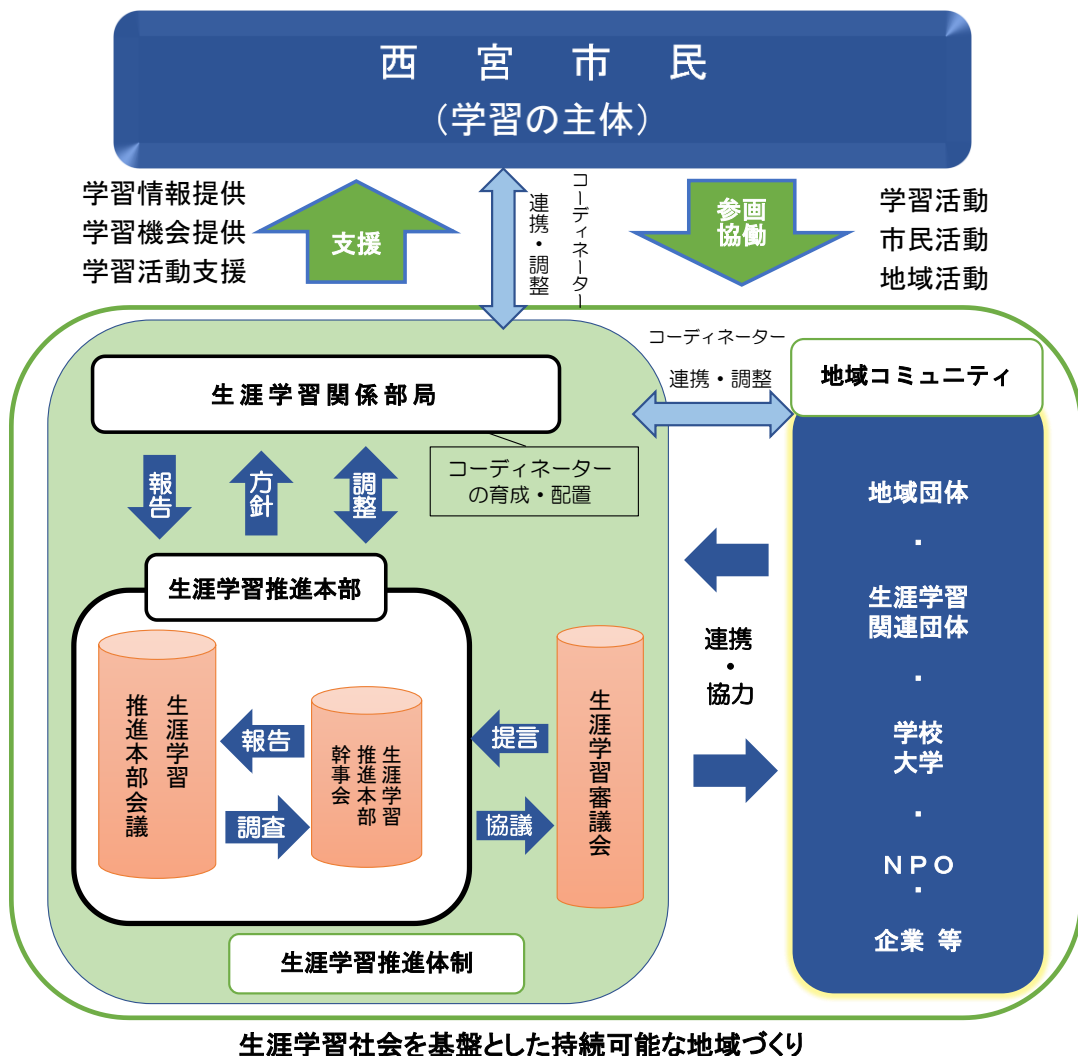 西宮市民
(学習の主体)
学習情報提供
学習機会提供
学習活動支援
支援
連携・調整
コーディネーター
参画
協働
学習活動
市民活動
地域活動
コーディネーター
連携・調整
地域コミュニティ
生涯学習関係部局
コーディネーター
の育成・配置
報告
方針
調整
生涯学習推進本部
生涯学習
推進本部会議
報告
調査
生涯学習
推進本部
幹事会
提言
協議
生涯学習審議会
連携
・
協力
地域団体
・
生涯学習
関連団体
・
学校
大学
・
ＮＰＯ
・
企業 等
生涯学習推進体制
生涯学習社会を基盤とした持続可能な地域づくり